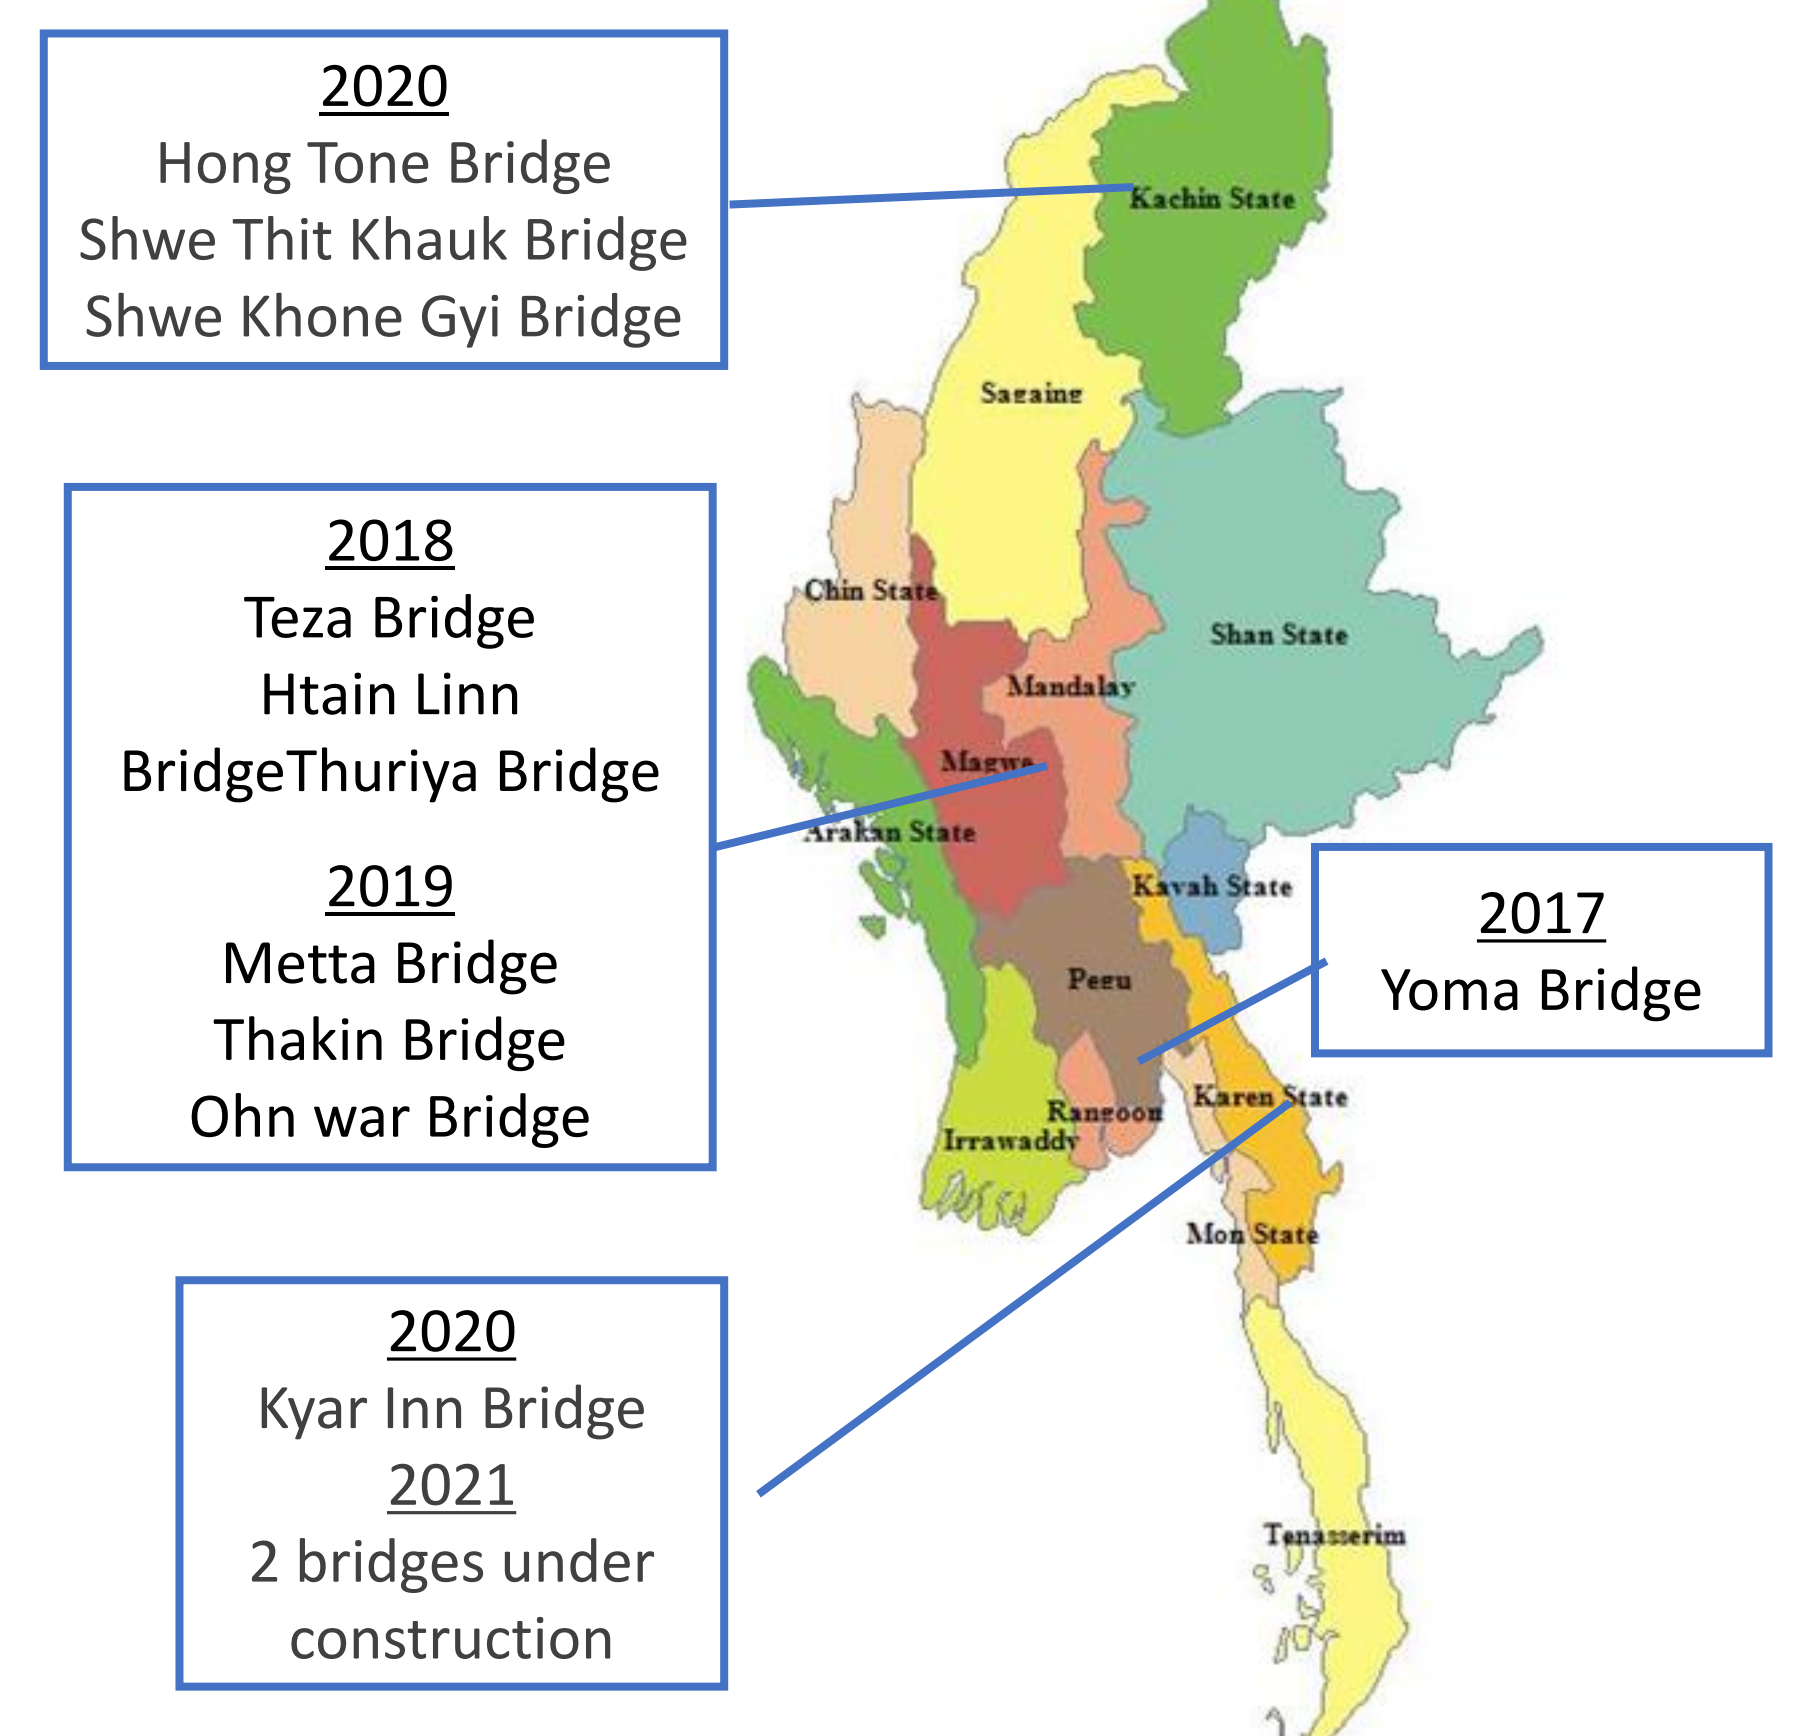 2020
Hong Tone Bridge
Shwe Thit Khauk Bridge
Shwe Khone Gyi Bridge
2018
Teza Bridge
Htain Linn
BridgeThuriya Bridge
2019
Metta Bridge
Thakin Bridge
Ohn war Bridge
2020
Kyar Inn Bridge
2021
2 bridges under
construction
2017
Yoma Bridge
Kachin State
Sagaing
Chin State
Shan State
Mandalay
Magwe
Arakan State
Kayah State
Pegu
Karen State
Rangoon
Irrawaddy
Mon State
Tenasserim